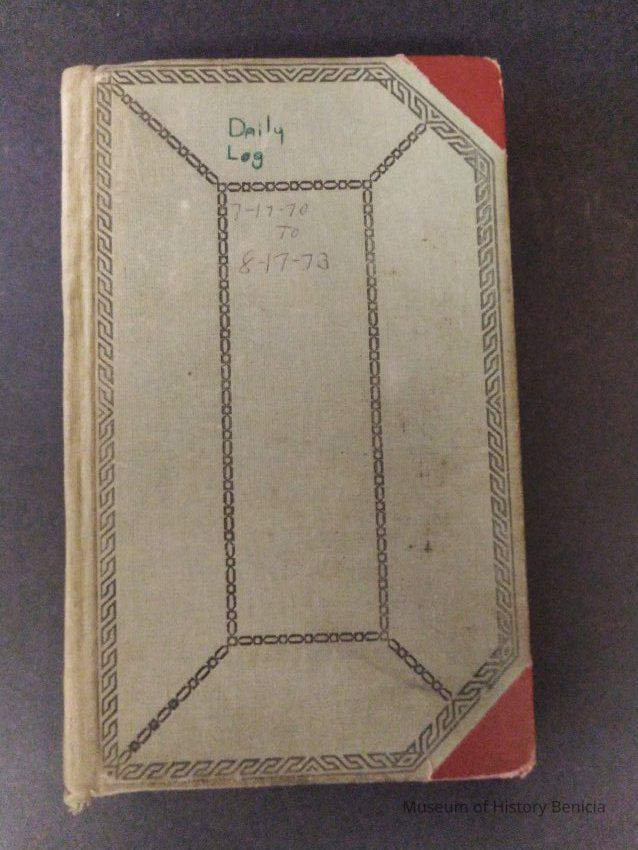 Daily
Log
7-17-70
TO
8-17-73
Museum of History Benicia